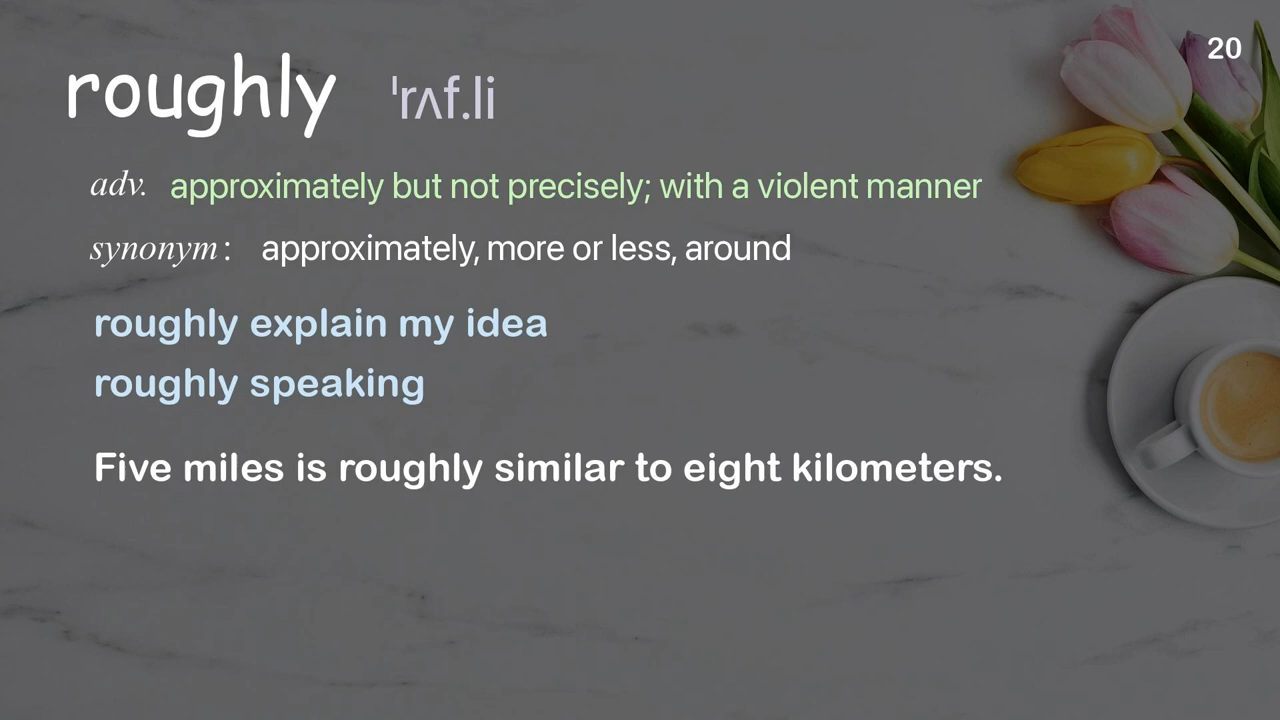 20
roughly ˈrʌf.li
adv. approximately but not precisely; with a violent manner
synonym : approximately, more or less, around
roughly explain my idea
roughly speaking
Five miles is roughly similar to eight kilometers.